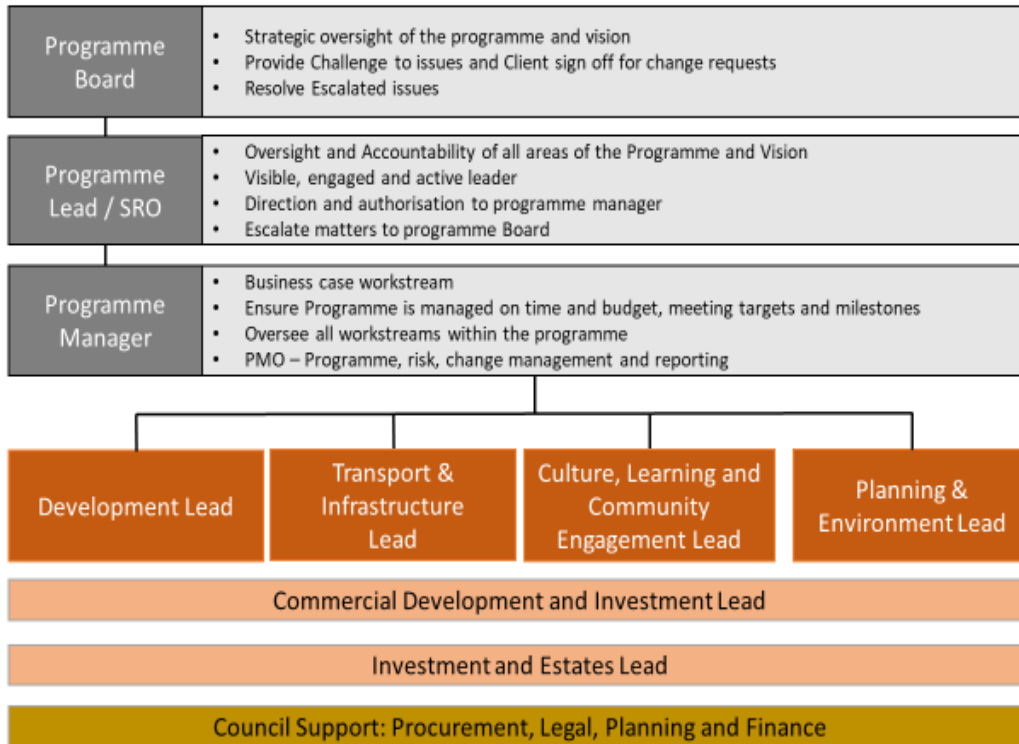 Programme
Board
• Strategic oversight of the programme and vision
• Provide Challenge to issues and Client sign off for change requests
• Resolve Escalated issues
Programme
Lead / SRO
• Oversight and Accountability of all areas of the Programme and Vision
• Visible, engaged and active leader
• Direction and authorisation to programme manager
• Escalate matters to programme Board
Programme
Manager
• Business case workstream
• Ensure Programme is managed on time and budget, meeting targets and milestones
• Oversee all workstreams within the programme
• PMO – Programme, risk, change management and reporting
Development Lead
Transport &
Infrastructure
Lead
Culture, Learning and
Community
Engagement Lead
Planning &
Environment Lead
Commercial Development and Investment Lead
Investment and Estates Lead
Council Support: Procurement, Legal, Planning and Finance